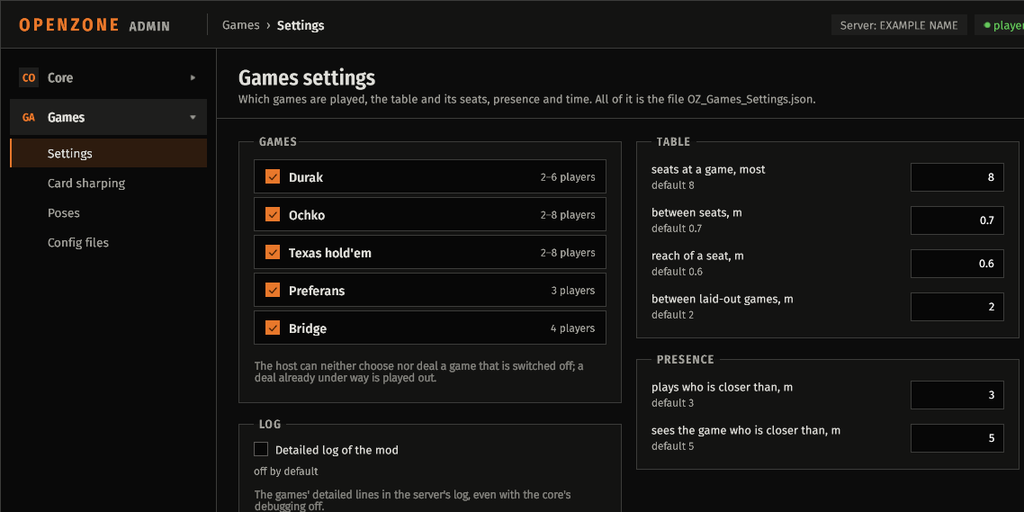 OPENZONE ADMIN
Games › Settings
Server: EXAMPLE NAME
player
CO Core
GA Games
Settings
Card sharping
Poses
Config files
Games settings
Which games are played, the table and its seats, presence and time. All of it is the file OZ_Games_Settings.json.
GAMES
Durak 2–6 players
Ochko 2–8 players
Texas hold'em 2–8 players
Preferans 3 players
Bridge 4 players
The host can neither choose nor deal a game that is switched off; a
deal already under way is played out.
LOG
Detailed log of the mod
off by default
The games' detailed lines in the server's log, even with the core's
debugging off.
TABLE
seats at a game, most 8
default 8
between seats, m 0.7
default 0.7
reach of a seat, m 0.6
default 0.6
between laid-out games, m 2
default 2
PRESENCE
plays who is closer than, m 3
default 3
sees the game who is closer than, m 5
default 5